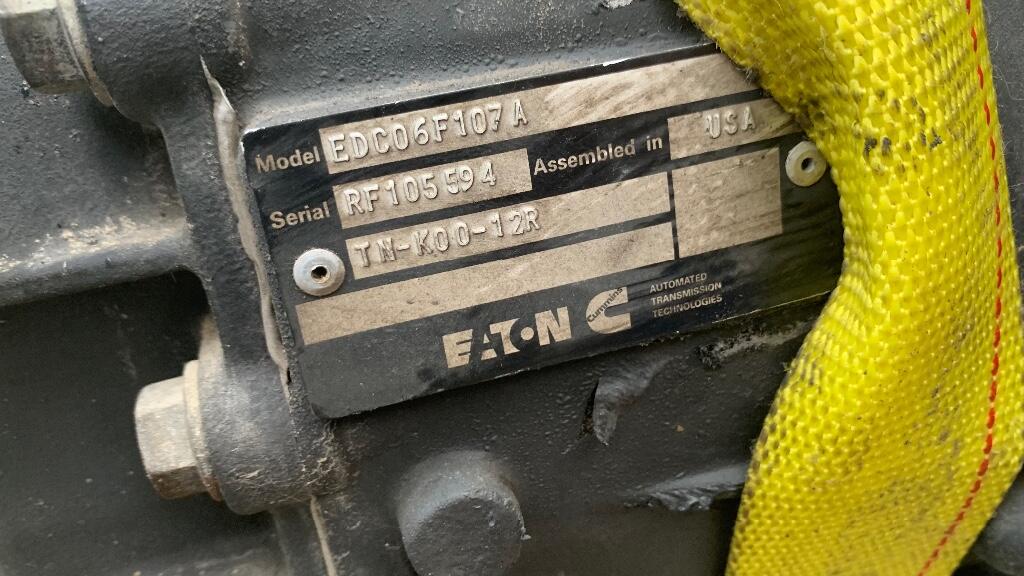 Model EDC06F107A
Serial RF105594 Assembled in USA
TN-K00-12R
EATON Cummins AUTOMATED
TRANSMISSION
TECHNOLOGIES